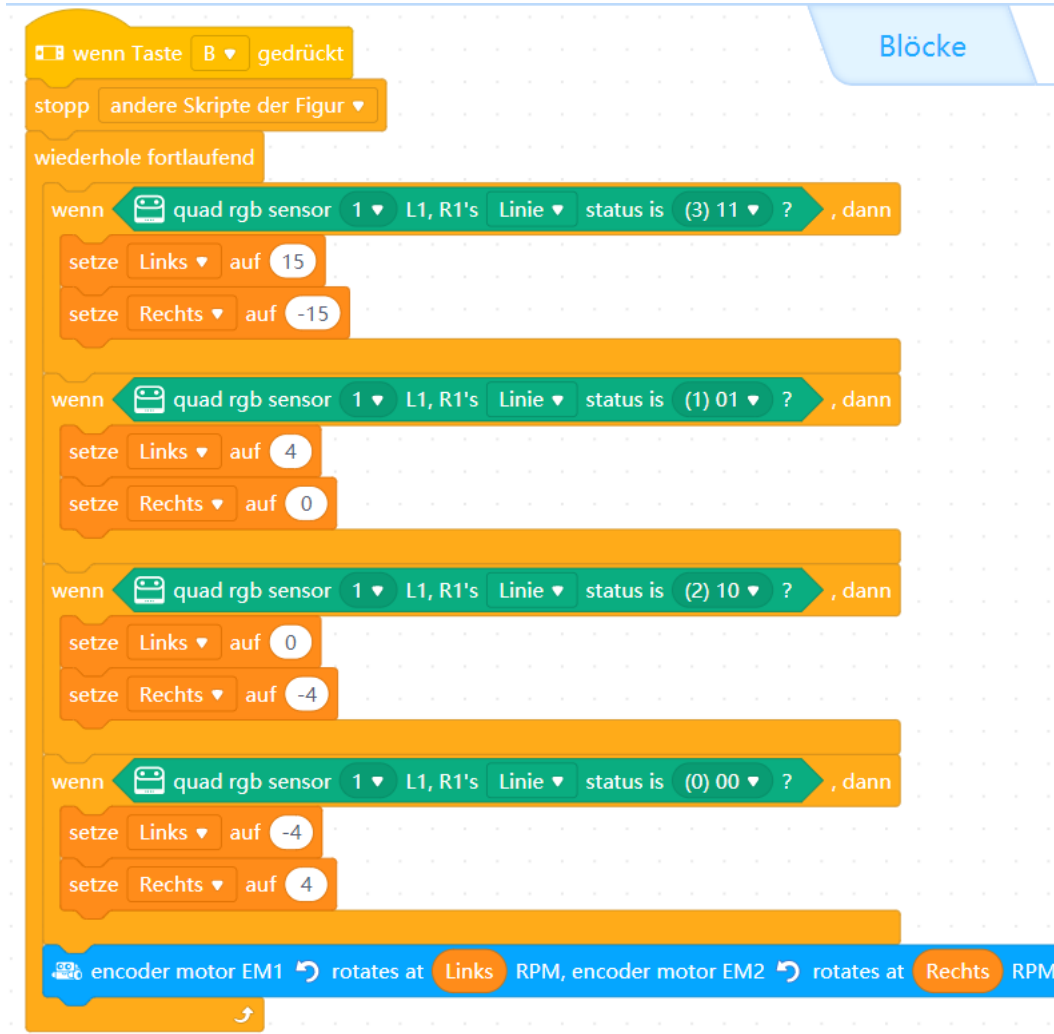 Blöcke
wenn Taste B gedrückt
stopp andere Skripte der Figur
wiederhole fortlaufend
wenn quad rgb sensor 1 L1, R1's Linie status is (3) 11 ? , dann
setze Links auf 15
setze Rechts auf -15
wenn quad rgb sensor 1 L1, R1's Linie status is (1) 01 ? , dann
setze Links auf 4
setze Rechts auf 0
wenn quad rgb sensor 1 L1, R1's Linie status is (2) 10 ? , dann
setze Links auf 0
setze Rechts auf -4
wenn quad rgb sensor 1 L1, R1's Linie status is (0) 00 ? , dann
setze Links auf -4
setze Rechts auf 4
encoder motor EM1 rotates at Links RPM, encoder motor EM2 rotates at Rechts RPM